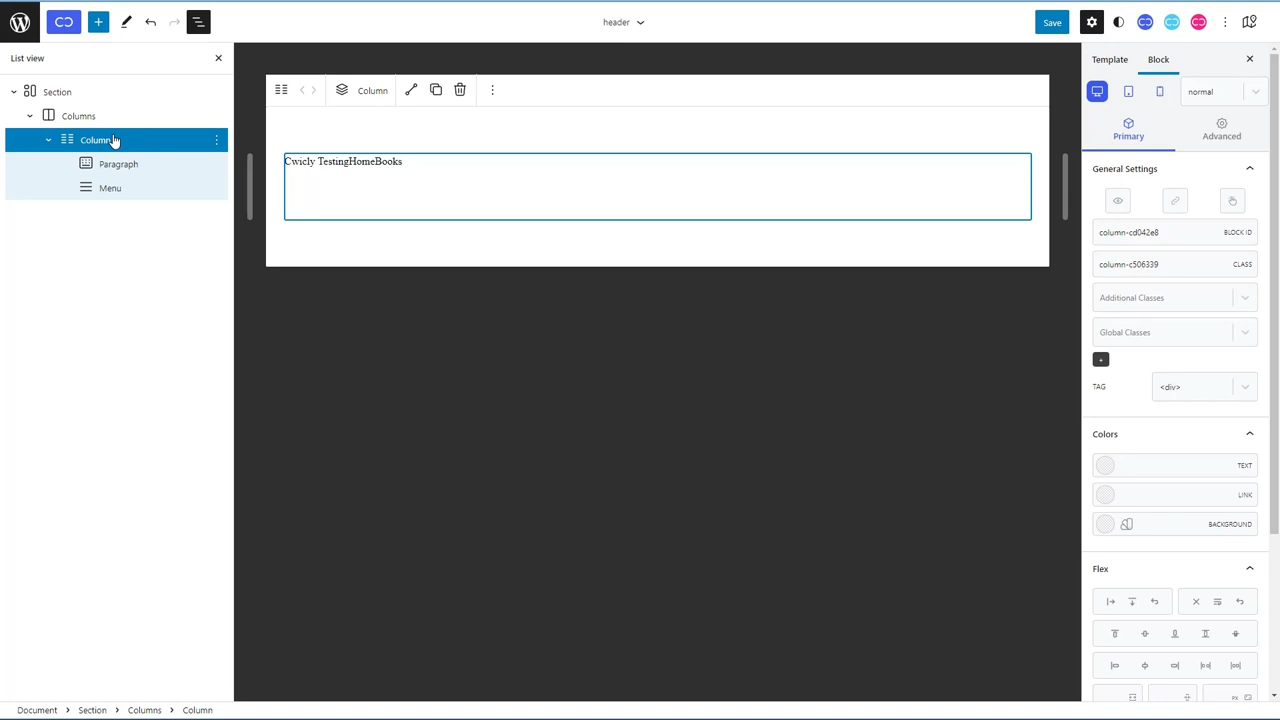 header
Save
List view
Section
Columns
Column
Paragraph
Menu
Column
Cwicly TestingHomeBooks
Template
Block
normal
Primary
Advanced
General Settings
column-cd042e8
BLOCK ID
column-c506339
CLASS
Additional Classes
Global Classes
+
TAG
<div>
Colors
TEXT
LINK
BACKGROUND
Flex
PX
Document
Section
Columns
Column